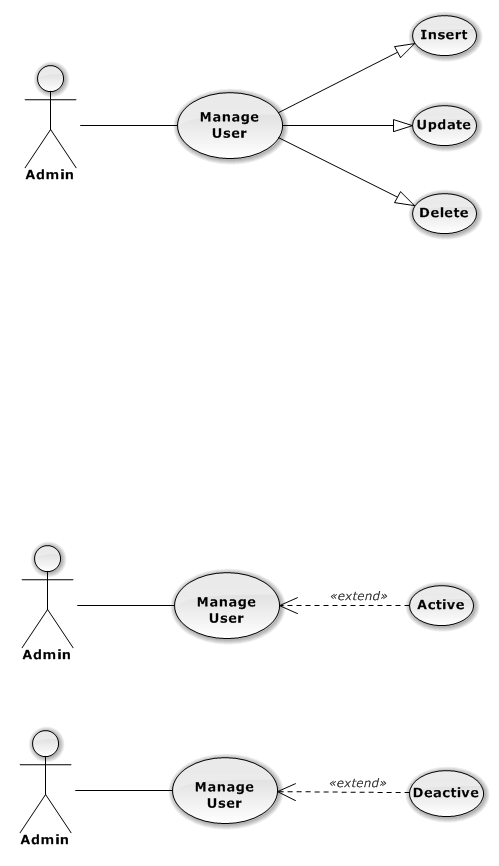 Insert
Manage
User
Update
Admin
Delete
«extend»
Manage
User
Active
Admin
«extend»
Manage
User
Deactive
Admin